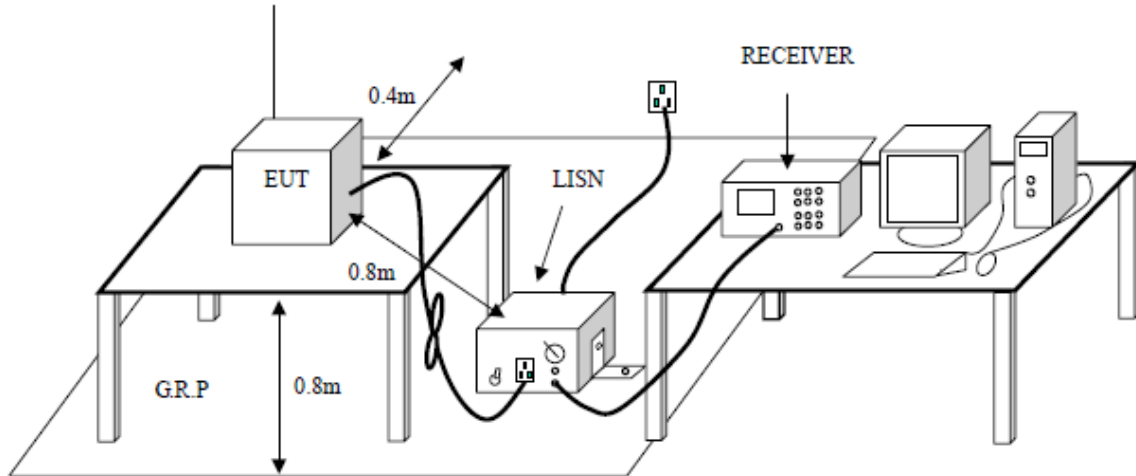 RECEIVER
0.4m
EUT
LISN
0.8m
G.R.P
0.8m